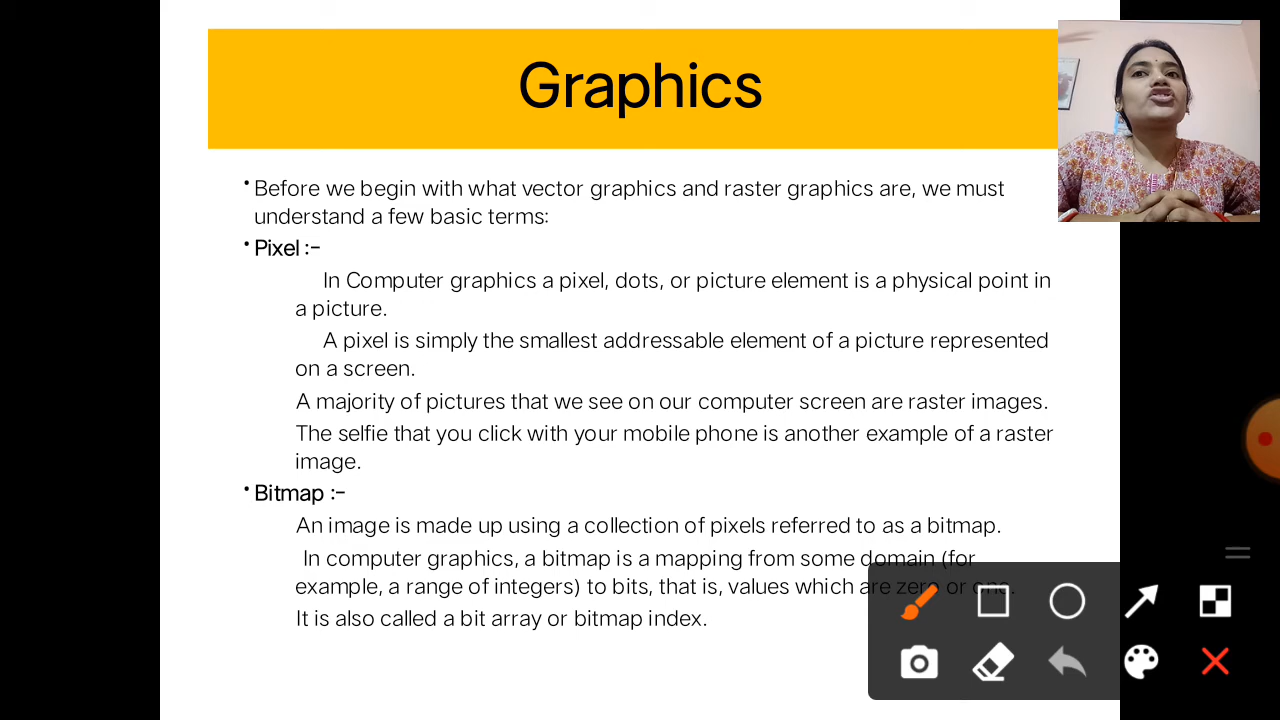 Graphics
• Before we begin with what vector graphics and raster graphics are, we must
understand a few basic terms:
• Pixel :-
In Computer graphics a pixel, dots, or picture element is a physical point in
a picture.
A pixel is simply the smallest addressable element of a picture represented
on a screen.
A majority of pictures that we see on our computer screen are raster images.
The selfie that you click with your mobile phone is another example of a raster
image.
• Bitmap :-
An image is made up using a collection of pixels referred to as a bitmap.
In computer graphics, a bitmap is a mapping from some domain (for
example, a range of integers) to bits, that is, values which are zero or one.
It is also called a bit array or bitmap index.